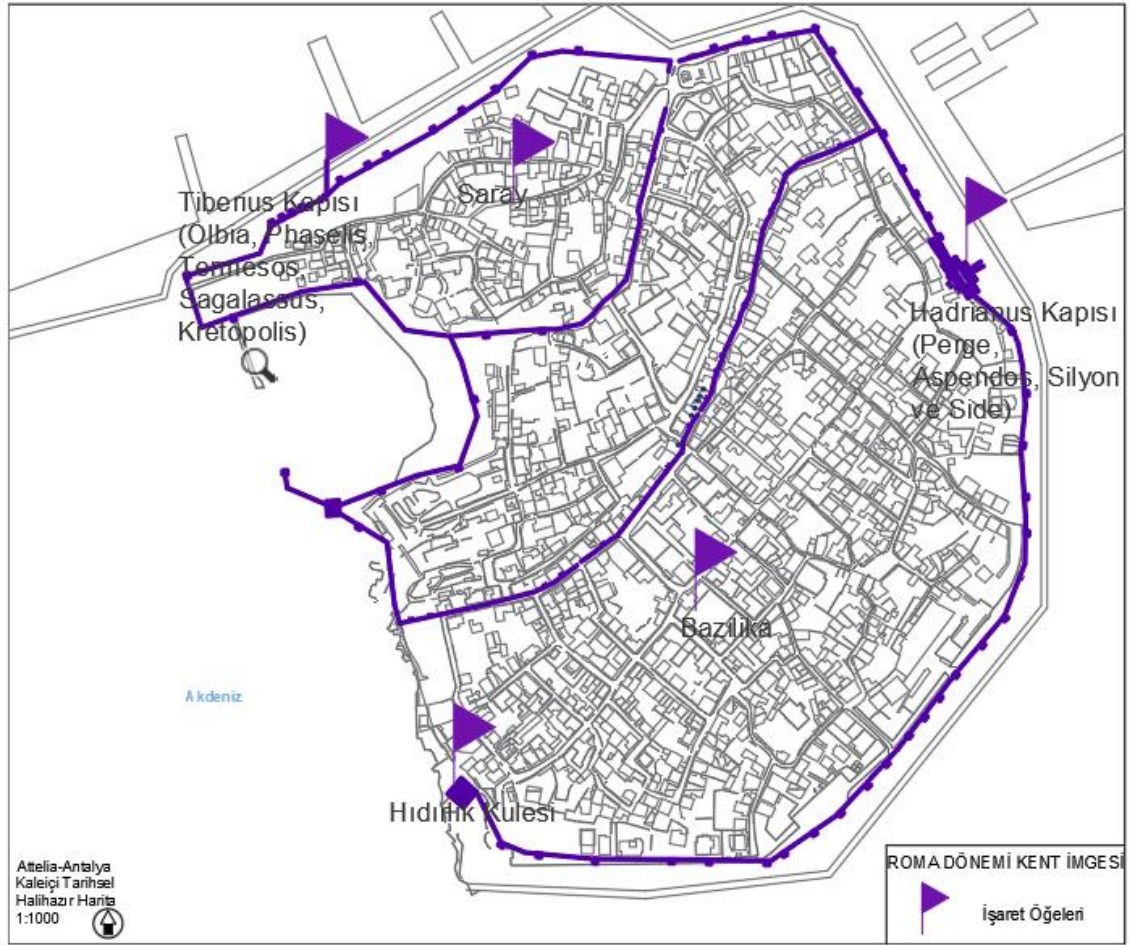 Tiberius Kapısı
(Olbia, Phaselis,
Termesos,
Sagalassus,
Kretopolis)
Saray
Hadrianus Kapısı
(Perge,
Aspendos, Silyon
ve Side)
Bazilika
Akdeniz
Hıdırlık Kulesi
Attelia-Antalya
Kaleiçi Tarihsel
Halihazır Harita
1:1000
ROMA DÖNEMİ KENT İMGESİ
İşaret Öğeleri